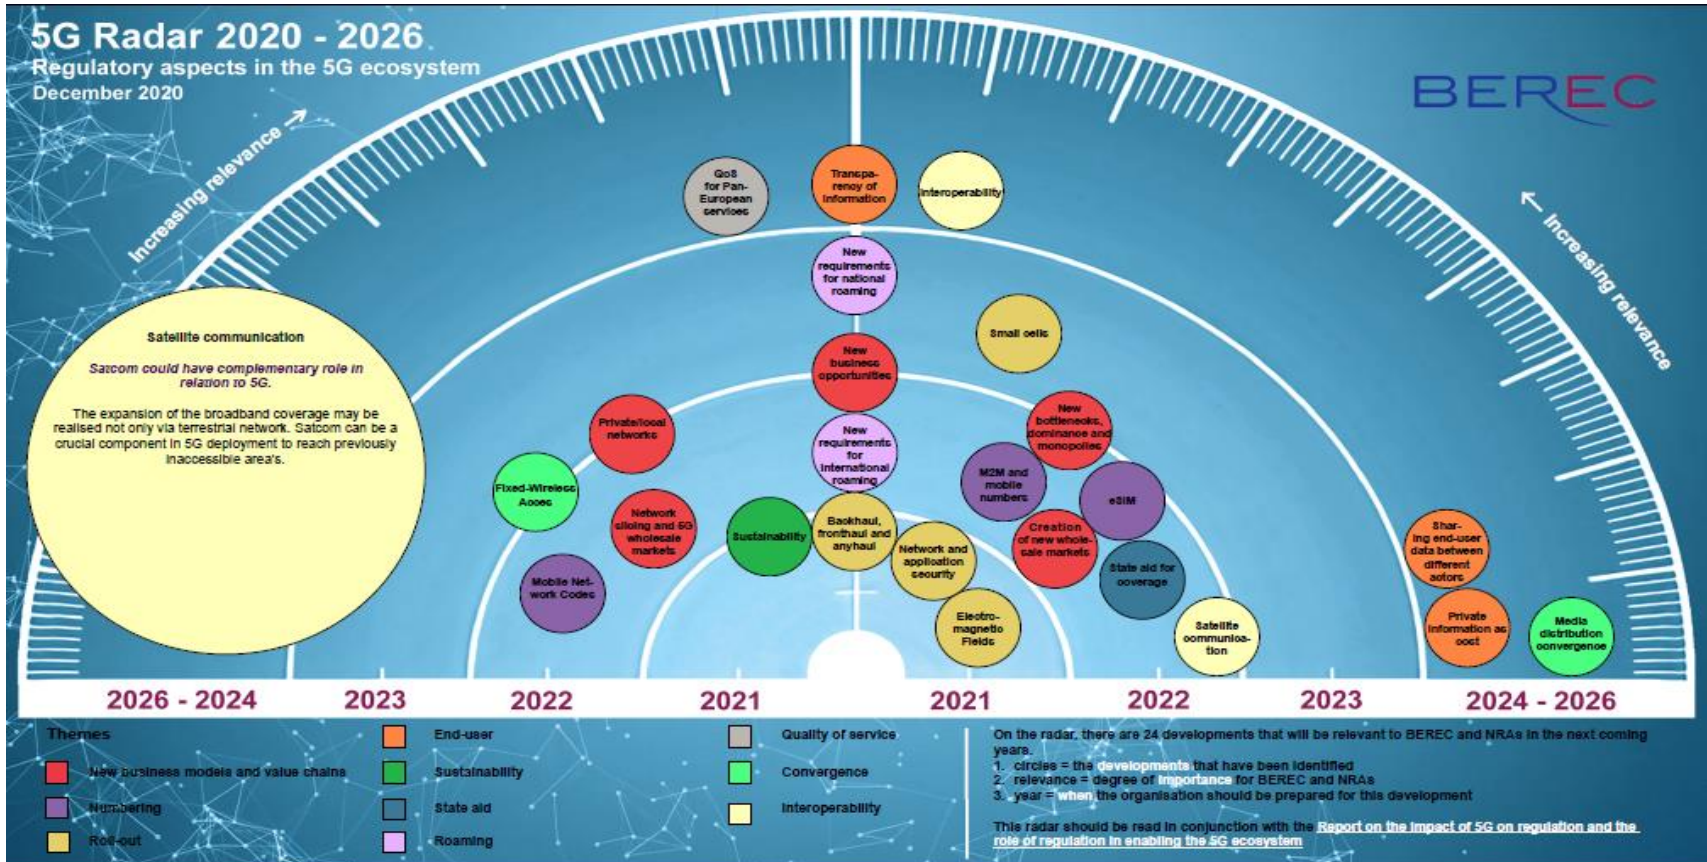 5G Radar 2020 - 2026
Regulatory aspects in the 5G ecosystem
December 2020
BEREC
Increasing relevance →
← Increasing relevance
QoS
for Pan-
European
services
Transpa-
rency of
information
Interoperability
New
requirements
for national
roaming
Small cells
New
business
opportunities
Satellite communication
Satcom could have complementary role in
relation to 5G.
The expansion of the broadband coverage may be
realised not only via terrestrial network. Satcom can be a
crucial component in 5G deployment to reach previously
inaccessible area's.
Private/local
networks
New
requirements
for
international
roaming
New
bottlenecks,
dominance and
monopolies
Fixed-Wireless
Acces
M2M and
mobile
numbers
eSIM
Network
slicing and 5G
wholesale
markets
Sustainability
Backhaul,
fronthaul and
anyhaul
Network and
application
security
Creation
of new whole-
sale markets
State aid for
coverage
Shar-
ing end-user
data between
different
actors
Mobile Net-
work Codes
Electro-
magnetic
Fields
Satellite
communica-
tion
Private
information as
cost
Media
distribution
convergence
2026 - 2024
2023
2022
2021
2021
2022
2023
2024 - 2026
Themes
New business models and value chains
Numbering
Roll-out
End-user
Sustainability
State aid
Roaming
Quality of service
Convergence
Interoperability
On the radar, there are 24 developments that will be relevant to BEREC and NRAs in the next coming
years.
1. circles = the developments that have been identified
2. relevance = degree of importance for BEREC and NRAs
3. year = when the organisation should be prepared for this development
This radar should be read in conjunction with the Report on the impact of 5G on regulation and the
role of regulation in enabling the 5G ecosystem